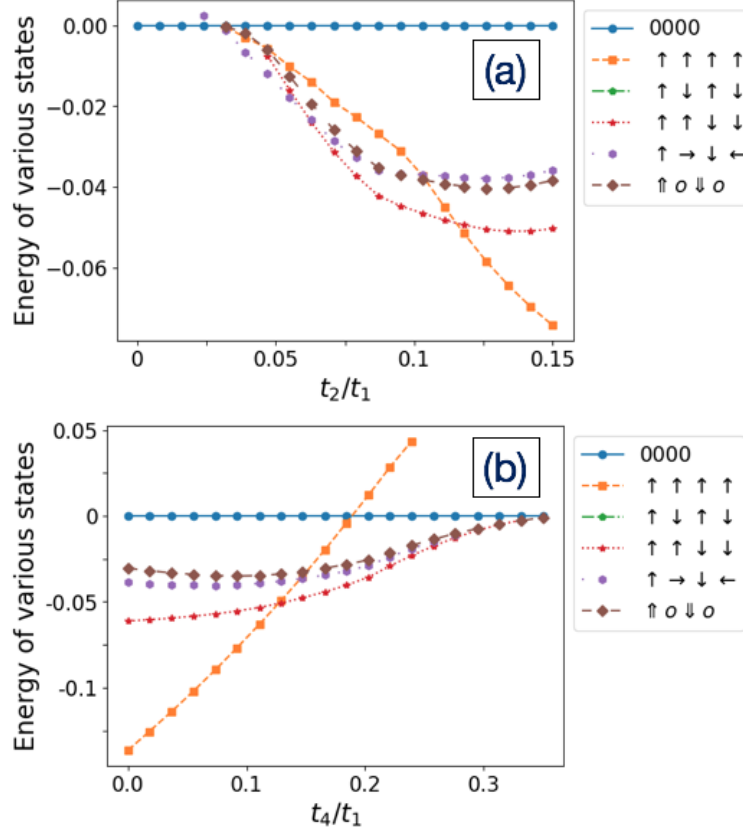 0.00
−0.02
−0.04
−0.06
Energy of various states
(a)
0
0.05
0.1
0.15
t₂/t₁
0000
↑ ↑ ↑ ↑
↑ ↓ ↑ ↓
↑ ↑ ↓ ↓
↑ → ↓ ←
⇑ o ⇓ o
0.05
0
-0.05
-0.1
Energy of various states
(b)
0.0
0.1
0.2
0.3
t₄/t₁
0000
↑ ↑ ↑ ↑
↑ ↓ ↑ ↓
↑ ↑ ↓ ↓
↑ → ↓ ←
⇑ o ⇓ o